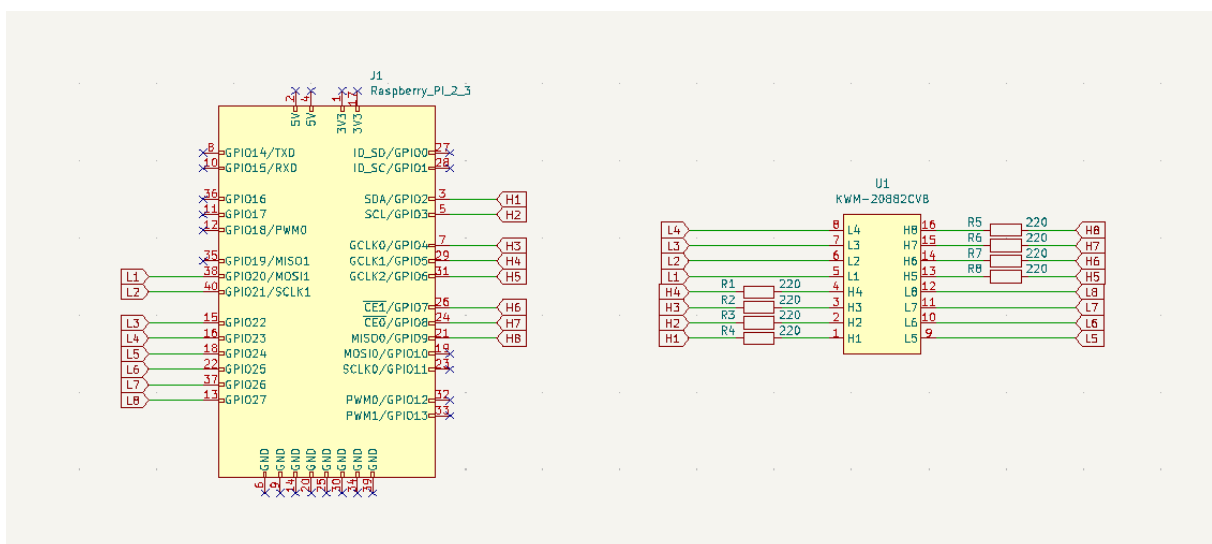 J1
Raspberry_Pi_2_3
2 4 1 17
5V 5V 3V3 3V3
8 GPIO14/TXD ID_SD/GPIO0 27
10 GPIO15/RXD ID_SC/GPIO1 28
36 GPIO16 SDA/GPIO2 3 H1
11 GPIO17 SCL/GPIO3 5 H2
12 GPIO18/PWM0
GCLK0/GPIO4 7 H3
35 GPIO19/MISO1 GCLK1/GPIO5 29 H4
L1 38 GPIO20/MOSI1 GCLK2/GPIO6 31 H5
L2 40 GPIO21/SCLK1
CE1/GPIO7 26 H6
L3 15 GPIO22 CE0/GPIO8 24 H7
L4 16 GPIO23 MISO0/GPIO9 21 H8
L5 18 GPIO24 MOSI0/GPIO10 19
L6 22 GPIO25 SCLK0/GPIO11 23
L7 37 GPIO26
L8 13 GPIO27 PWM0/GPIO12 32
PWM1/GPIO13 33
GND GND GND GND GND GND GND GND
6 9 14 20 25 30 34 39
U1
KWM-20882CVB
L4 8 L4 H8 16 R5 220 H8
L3 7 L3 H7 15 R6 220 H7
L2 6 L2 H6 14 R7 220 H6
L1 5 L1 H5 13 R8 220 H5
H4 R1 220 4 H4 L8 12 L8
H3 R2 220 3 H3 L7 11 L7
H2 R3 220 2 H2 L6 10 L6
H1 R4 220 1 H1 L5 9 L5